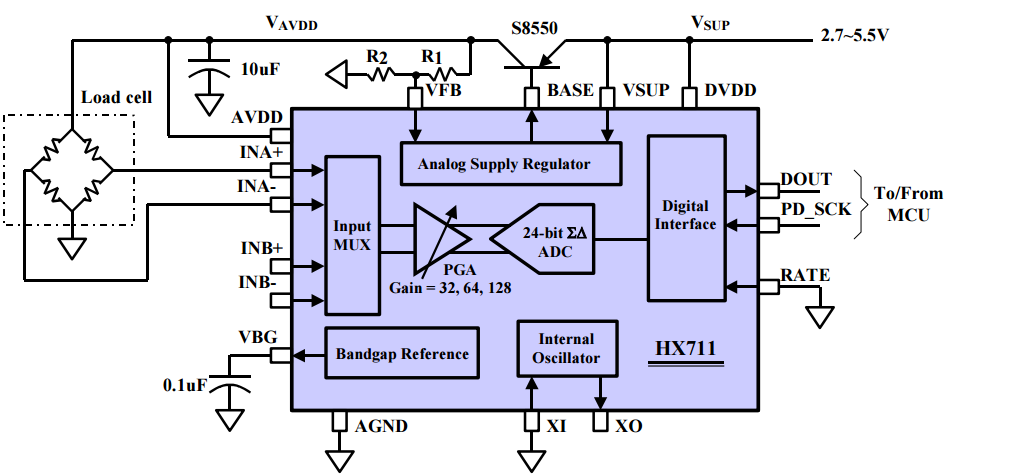 VAVDD
S8550
VSUP
2.7~5.5V
R2
R1
10uF
VFB
BASE
VSUP
DVDD
Load cell
AVDD
INA+
Analog Supply Regulator
DOUT
INA-
To/From
MCU
PD_SCK
Digital
Interface
Input
MUX
24-bit ΣΔ
ADC
INB+
PGA
Gain = 32, 64, 128
RATE
INB-
VBG
Bandgap Reference
Internal
Oscillator
HX711
0.1uF
AGND
XI
XO